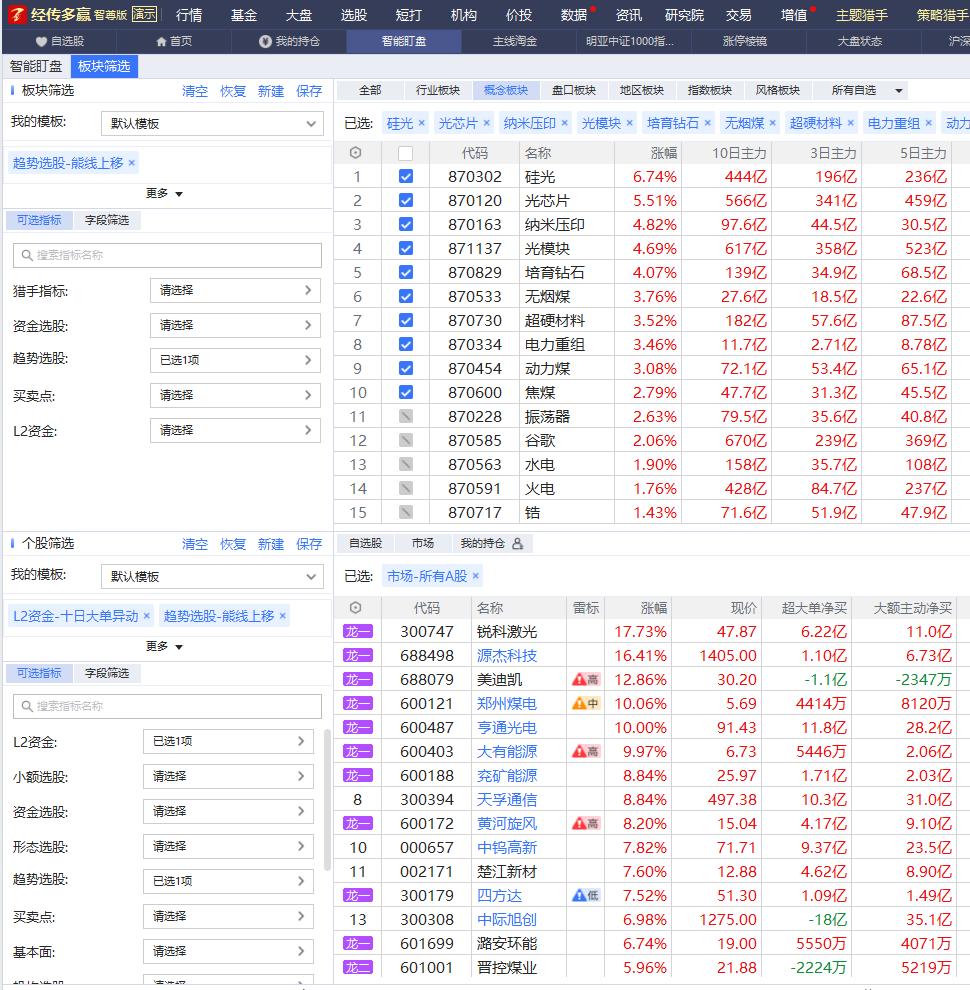 经传多赢 智尊版 演示 行情 基金 大盘 选股 短打 机构 价投 数据 资讯 研究院 交易 增值 主题猎手 策略猎手
自选股 首页 我的持仓 智能盯盘 主线淘金 明亚中证1000指... 涨停棱镜 大盘状态 沪深
智能盯盘 板块筛选
板块筛选 清空 恢复 新建 保存
我的模板: 默认模板
趋势选股-熊线上移 ×
更多 ▼
可选指标 字段筛选
搜索指标名称
猎手指标: 请选择 >
资金选股: 请选择 >
趋势选股: 已选1项 >
买卖点: 请选择 >
L2资金: 请选择 >
全部 行业板块 概念板块 盘口板块 地区板块 指数板块 风格板块 所有自选 ▼
已选: 硅光 × 光芯片 × 纳米压印 × 光模块 × 培育钻石 × 无烟煤 × 超硬材料 × 电力重组 × 动力
代码 名称 涨幅 10日主力 3日主力 5日主力
1 870302 硅光 6.74% 444亿 196亿 236亿
2 870120 光芯片 5.51% 566亿 341亿 459亿
3 870163 纳米压印 4.82% 97.6亿 44.5亿 30.5亿
4 871137 光模块 4.69% 617亿 358亿 523亿
5 870829 培育钻石 4.07% 139亿 34.9亿 68.5亿
6 870533 无烟煤 3.76% 27.6亿 18.5亿 22.6亿
7 870730 超硬材料 3.52% 182亿 57.6亿 87.5亿
8 870334 电力重组 3.46% 11.7亿 2.71亿 8.78亿
9 870454 动力煤 3.08% 72.1亿 53.4亿 65.1亿
10 870600 焦煤 2.79% 47.7亿 31.3亿 45.5亿
11 870228 振荡器 2.63% 79.5亿 35.6亿 40.8亿
12 870585 谷歌 2.06% 670亿 239亿 369亿
13 870563 水电 1.90% 158亿 35.7亿 108亿
14 870591 火电 1.76% 428亿 84.7亿 237亿
15 870717 锆 1.43% 71.6亿 51.9亿 47.9亿
个股筛选 清空 恢复 新建 保存
我的模板: 默认模板
L2资金-十日大单异动 × 趋势选股-熊线上移 ×
更多 ▼
可选指标 字段筛选
搜索指标名称
L2资金: 已选1项 >
小额选股: 请选择 >
资金选股: 请选择 >
形态选股: 请选择 >
趋势选股: 已选1项 >
买卖点: 请选择 >
基本面: 请选择 >
自选股 市场 我的持仓
已选: 市场-所有A股 ×
代码 名称 雷标 涨幅 现价 超大单净买 大额主动净买
龙一 300747 锐科激光 17.73% 47.87 6.22亿 11.0亿
龙一 688498 源杰科技 16.41% 1405.00 1.10亿 6.73亿
龙一 688079 美迪凯 高 12.86% 30.20 -1.1亿 -2347万
龙一 600121 郑州煤电 中 10.06% 5.69 4414万 8120万
龙一 600487 亨通光电 10.00% 91.43 11.8亿 28.2亿
龙一 600403 大有能源 高 9.97% 6.73 5446万 2.06亿
龙一 600188 兖矿能源 8.84% 25.97 1.71亿 2.03亿
8 300394 天孚通信 8.84% 497.38 10.3亿 31.0亿
龙一 600172 黄河旋风 高 8.20% 15.04 4.17亿 9.10亿
10 000657 中钨高新 7.82% 71.71 9.37亿 23.5亿
11 002171 楚江新材 7.60% 12.88 4.62亿 8.90亿
龙一 300179 四方达 低 7.52% 51.30 1.09亿 1.49亿
13 300308 中际旭创 6.98% 1275.00 -18亿 35.1亿
龙一 601699 潞安环能 6.74% 19.00 5550万 4071万
龙二 601001 晋控煤业 5.96% 21.88 -2224万 5219万